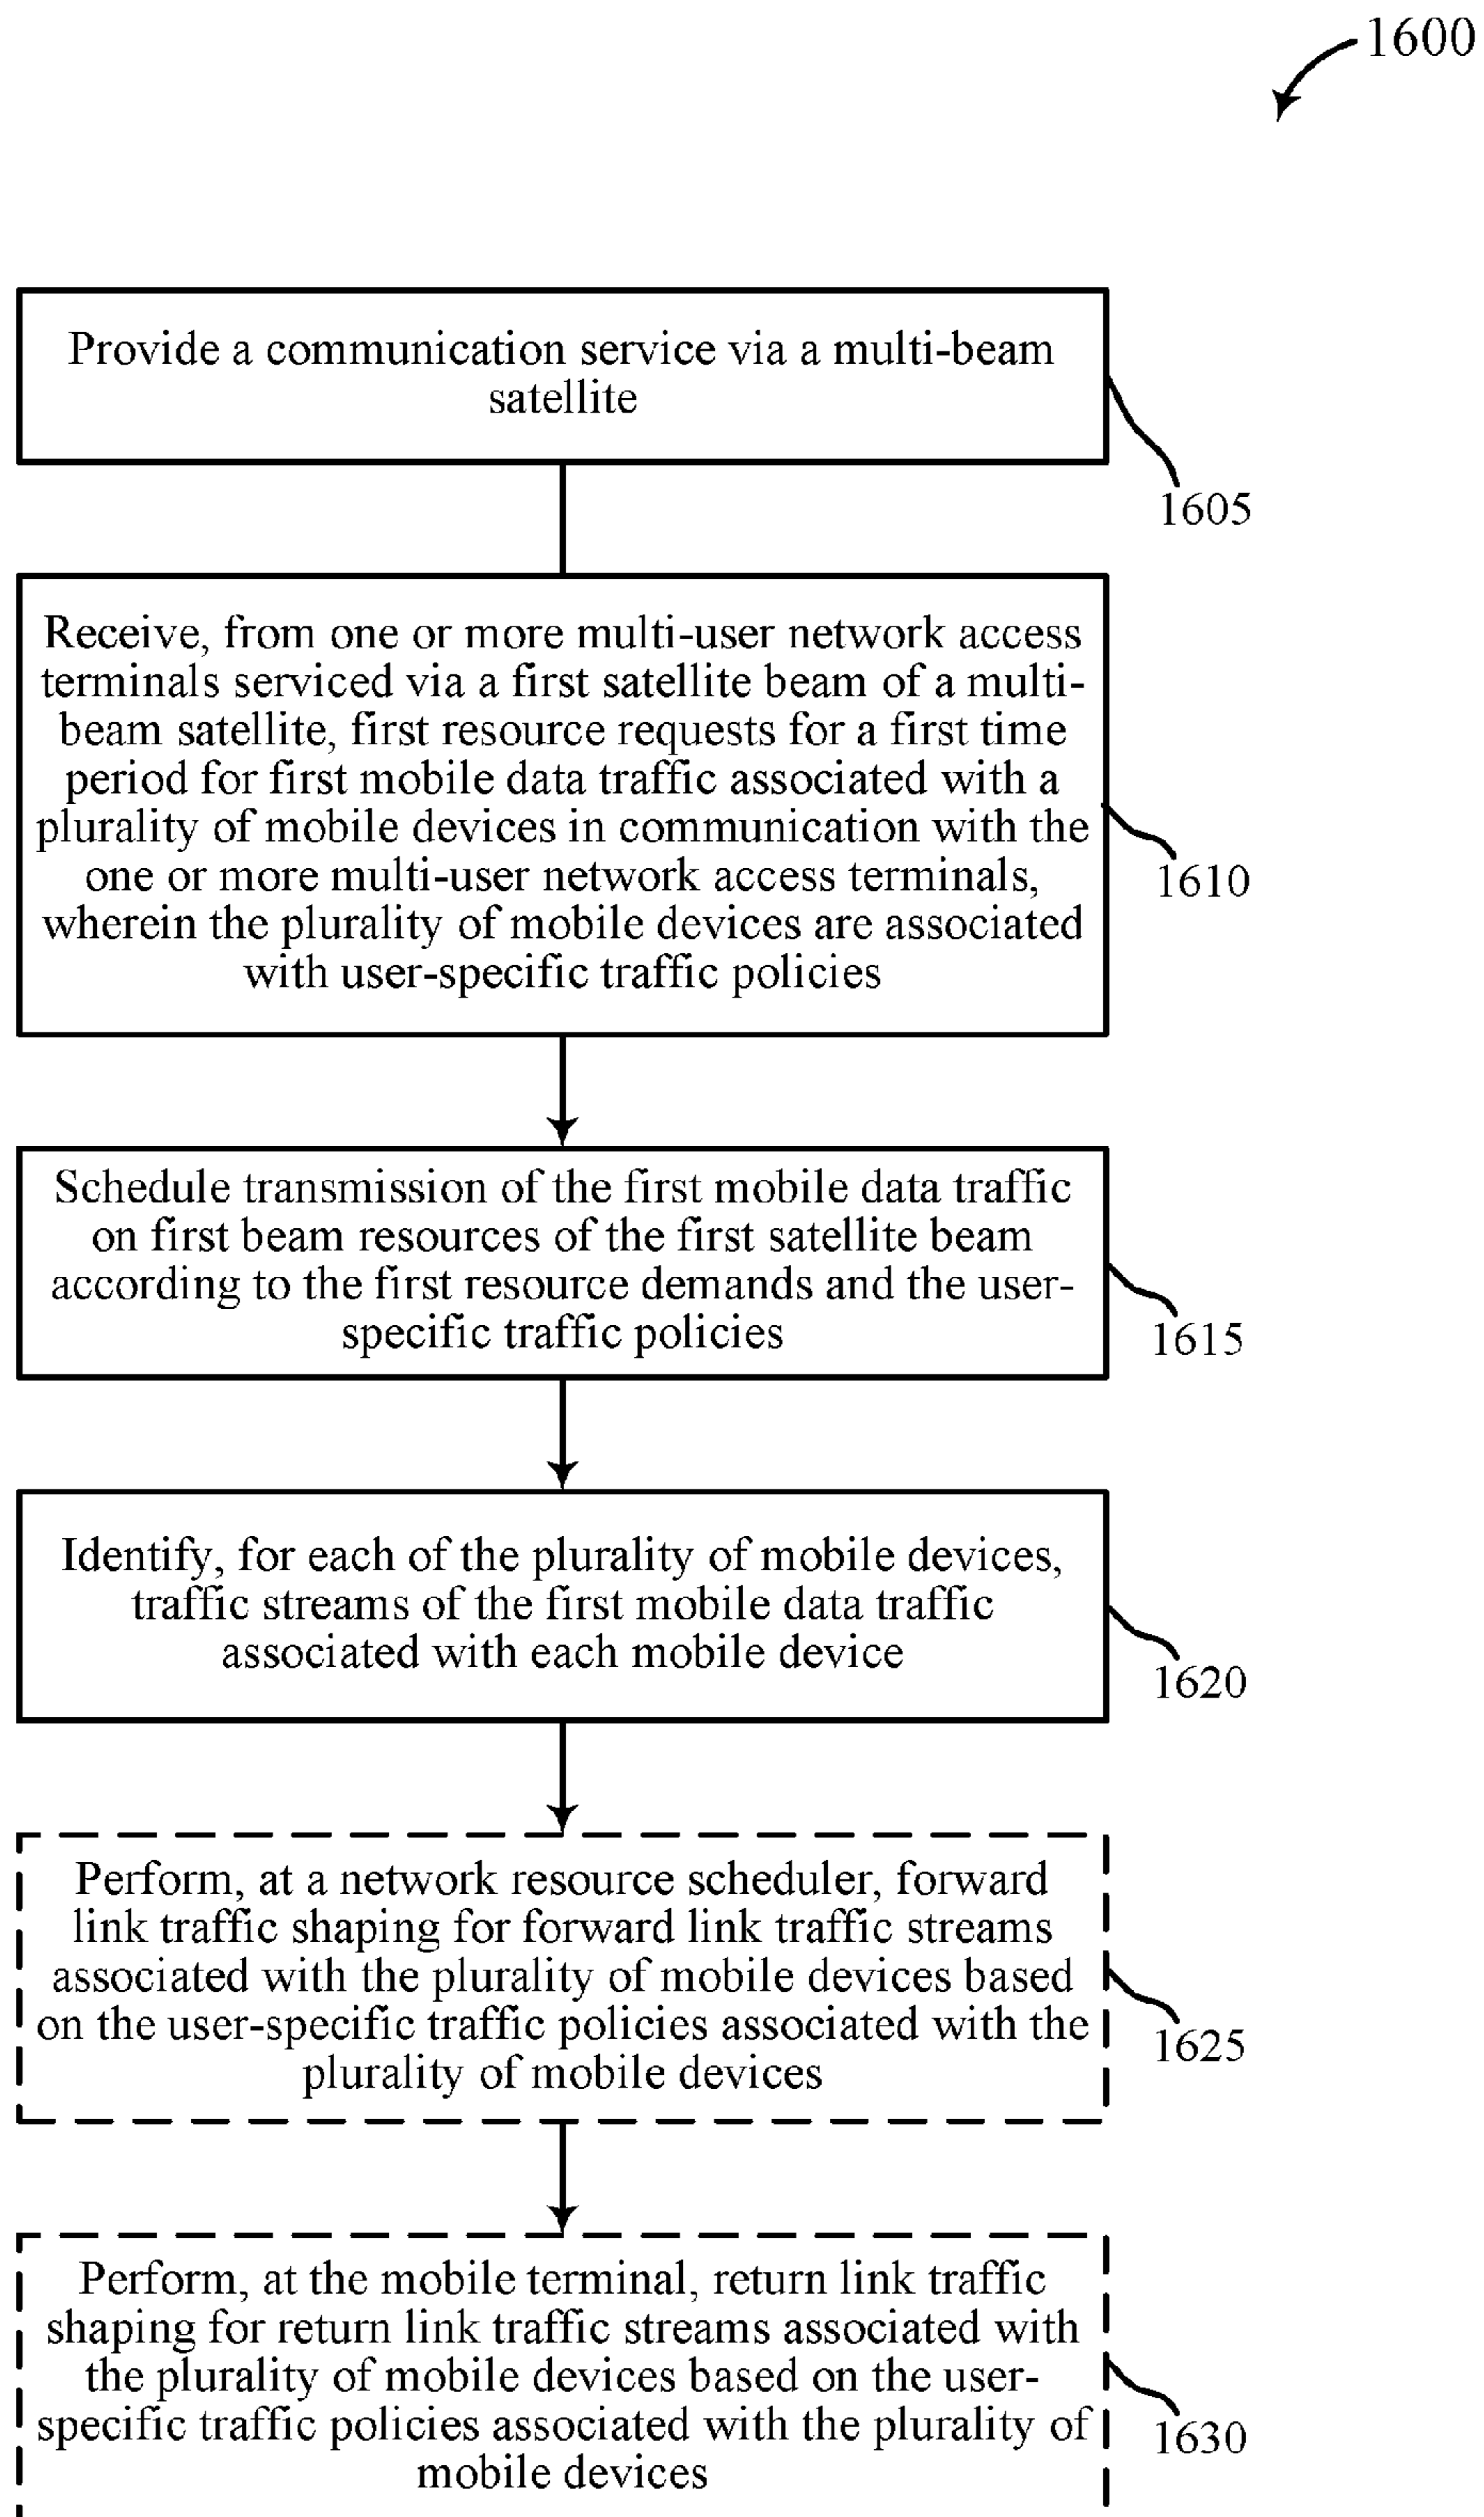 1600
Provide a communication service via a multi-beam
satellite
1605
Receive, from one or more multi-user network access
terminals serviced via a first satellite beam of a multi-
beam satellite, first resource requests for a first time
period for first mobile data traffic associated with a
plurality of mobile devices in communication with the
one or more multi-user network access terminals,
wherein the plurality of mobile devices are associated
with user-specific traffic policies
1610
Schedule transmission of the first mobile data traffic
on first beam resources of the first satellite beam
according to the first resource demands and the user-
specific traffic policies
1615
Identify, for each of the plurality of mobile devices,
traffic streams of the first mobile data traffic
associated with each mobile device
1620
Perform, at a network resource scheduler, forward
link traffic shaping for forward link traffic streams
associated with the plurality of mobile devices based
on the user-specific traffic policies associated with the
plurality of mobile devices
1625
Perform, at the mobile terminal, return link traffic
shaping for return link traffic streams associated with
the plurality of mobile devices based on the user-
specific traffic policies associated with the plurality of
mobile devices
1630